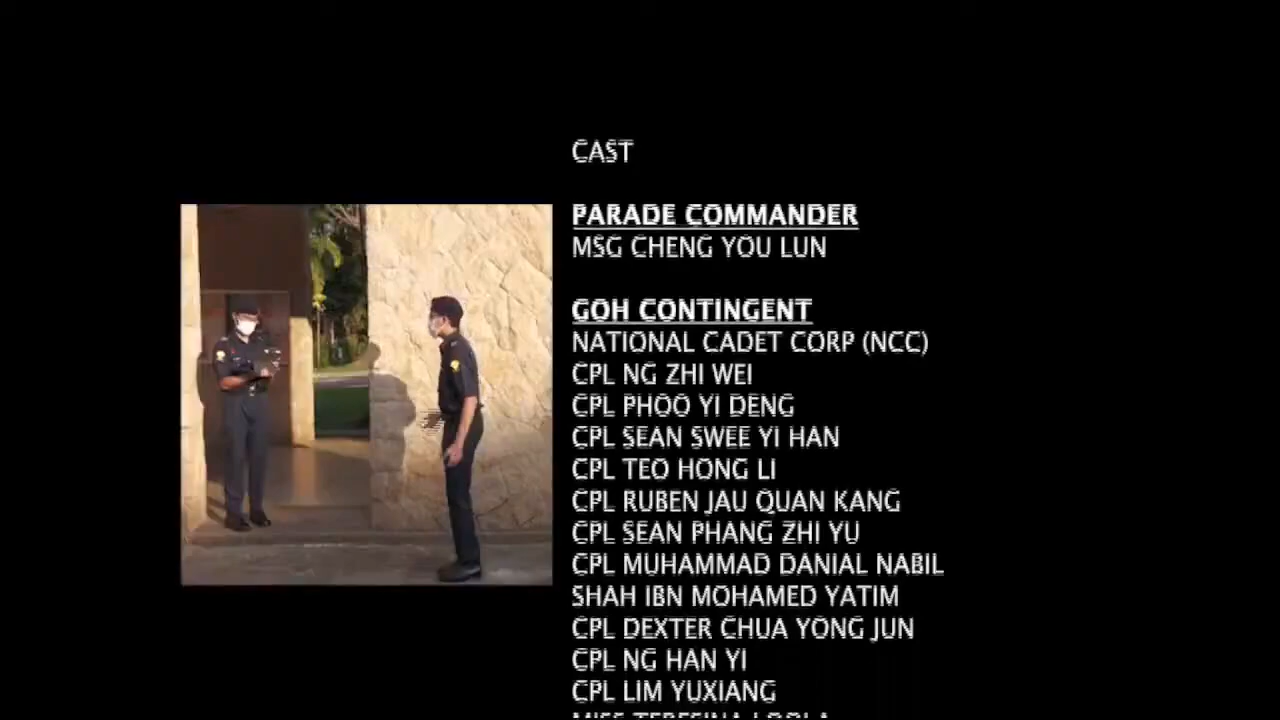 CAST
PARADE COMMANDER
MSG CHENG YOU LUN
GOH CONTINGENT
NATIONAL CADET CORP (NCC)
CPL NG ZHI WEI
CPL PHOO YI DENG
CPL SEAN SWEE YI HAN
CPL TEO HONG LI
CPL RUBEN JAU QUAN KANG
CPL SEAN PHANG ZHI YU
CPL MUHAMMAD DANIAL NABIL
SHAH IBN MOHAMED YATIM
CPL DEXTER CHUA YONG JUN
CPL NG HAN YI
CPL LIM YUXIANG
MISS TERESINA